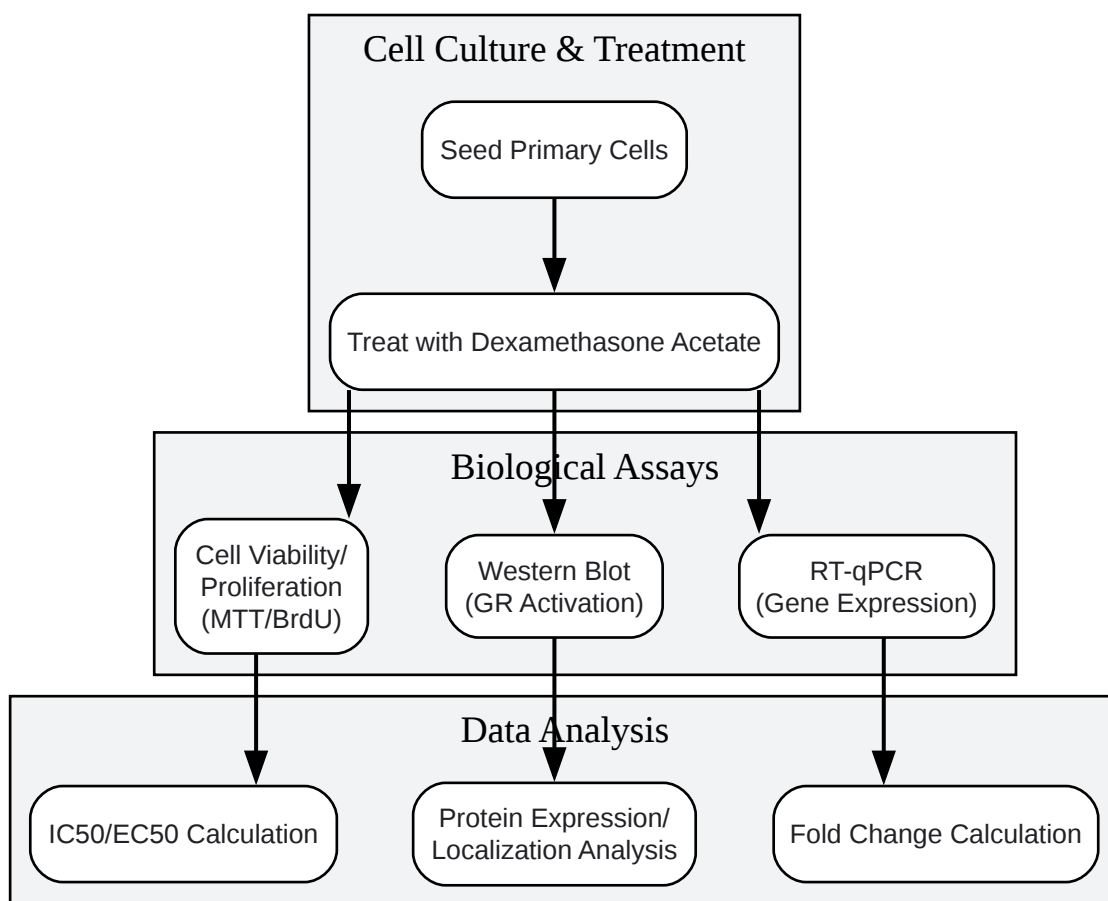 Cell Culture & Treatment
Seed Primary Cells
Treat with Dexamethasone Acetate
Biological Assays
Cell Viability/
Proliferation
(MTT/BrdU)
Western Blot
(GR Activation)
RT-qPCR
(Gene Expression)
Data Analysis
IC50/EC50 Calculation
Protein Expression/
Localization Analysis
Fold Change Calculation